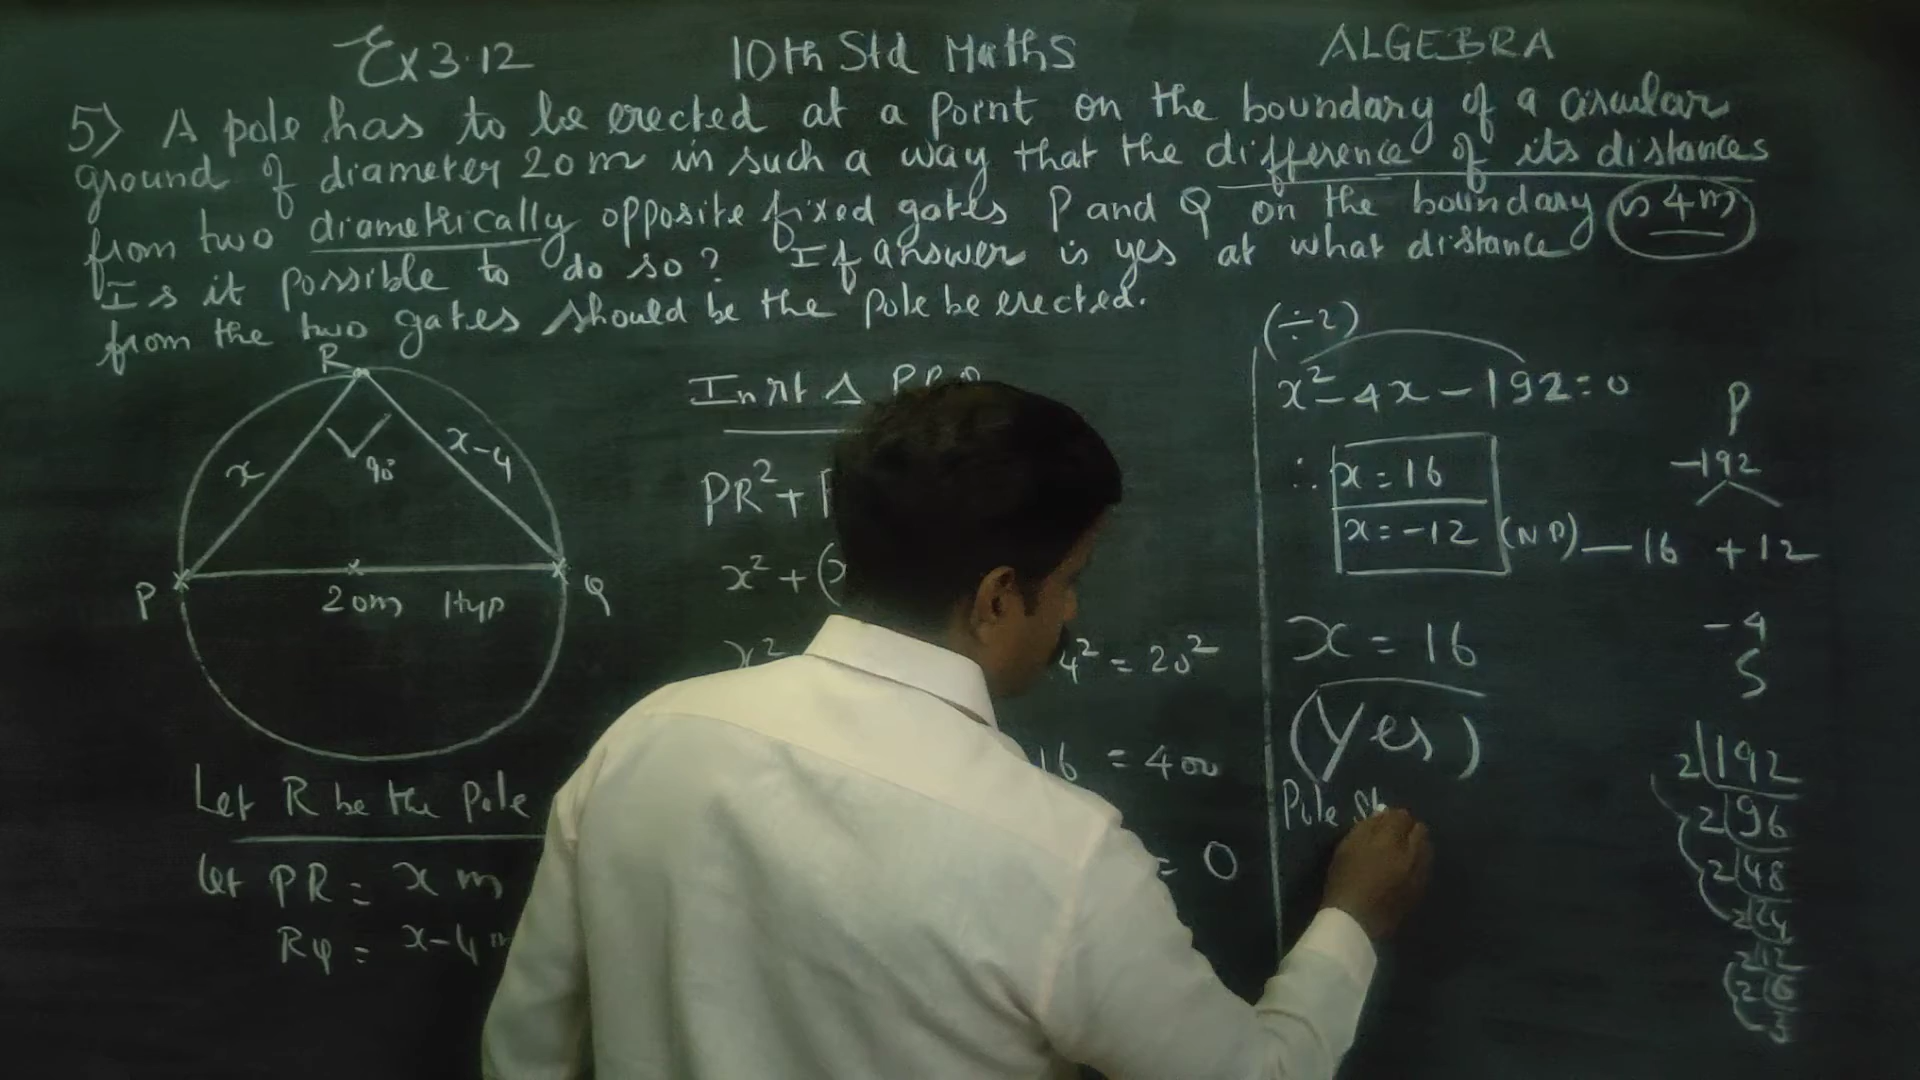 Ex 3.12
10th Std Maths
ALGEBRA
5) A pole has to be erected at a point on the boundary of a circular
ground of diameter 20 m in such a way that the difference of its distances
from two diametrically opposite fixed gates P and Q on the boundary is 4m
Is it possible to do so? If answer is yes at what distance
from the two gates should be the pole be erected.
R
x
x-4
90°
P
20m Hyp
Q
Let R be the Pole
let PR = x m
RQ = x-4 m
In rt Δ PRQ
PR² +
x² + (x
x²
4² = 20²
16 = 400
= 0
(÷2)
x² - 4x - 192 = 0
∴ x = 16
x = -12 (NP)
x = 16
(Yes)
Pile
P
-192
-16 +12
-4
S
2|192
2|96
2|48
2|24
2|12
2|6
3